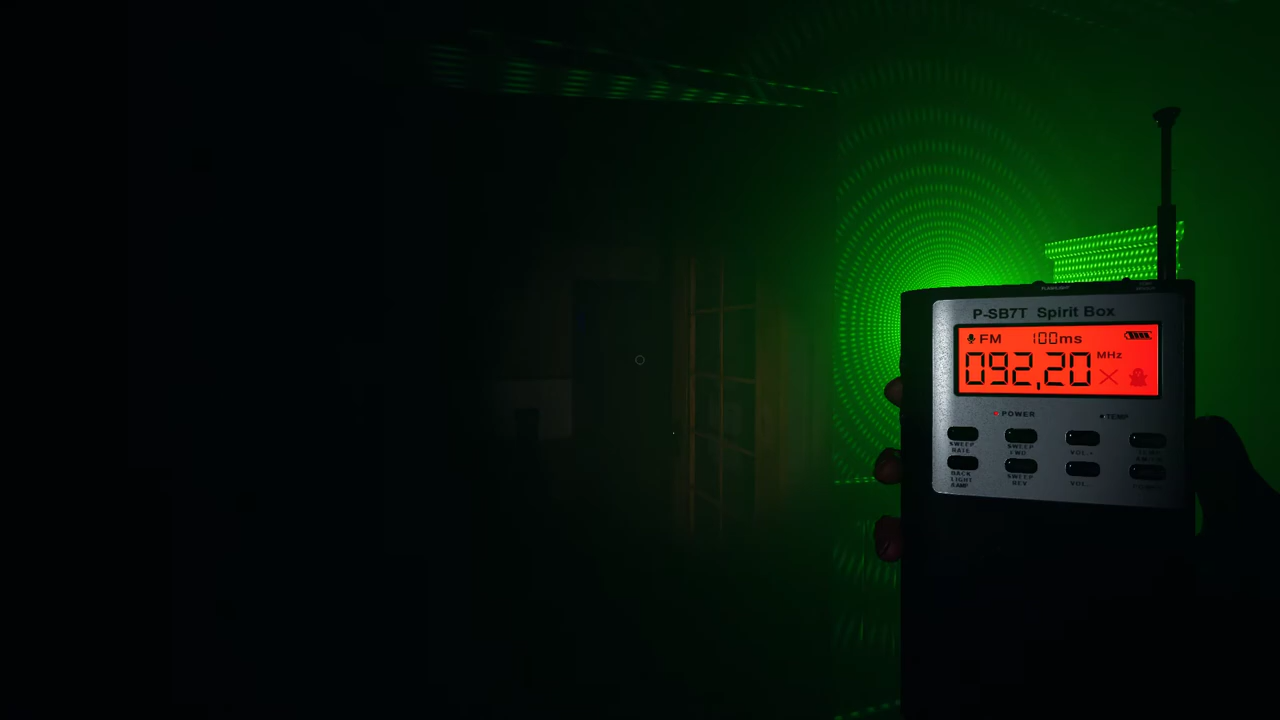 FLASHLIGHT
P-SB7T Spirit Box
FM 100ms
092,20 MHz
POWER
TEMP
SWEEP RATE
SWEEP FWD
VOL+
BACK LIGHT
SWEEP REV
VOL-